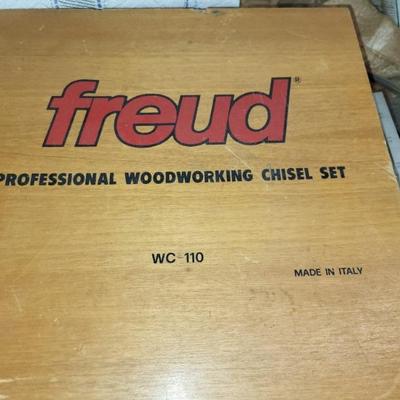 freud®
PROFESSIONAL WOODWORKING CHISEL SET
WC-110
MADE IN ITALY